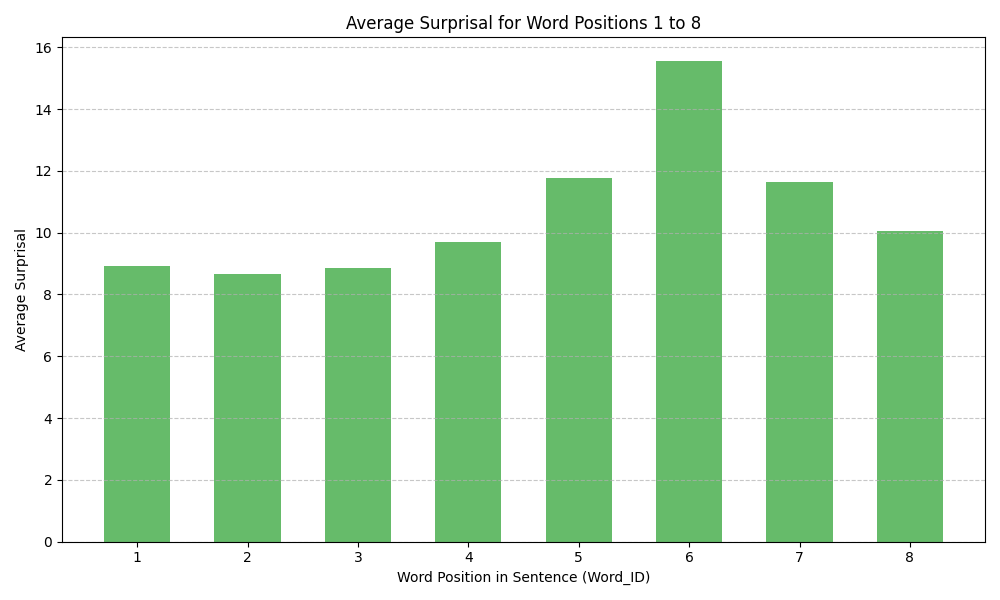 Average Surprisal for Word Positions 1 to 8
Average Surprisal
16
14
12
10
8
6
4
2
0
1 2 3 4 5 6 7 8
Word Position in Sentence (Word_ID)